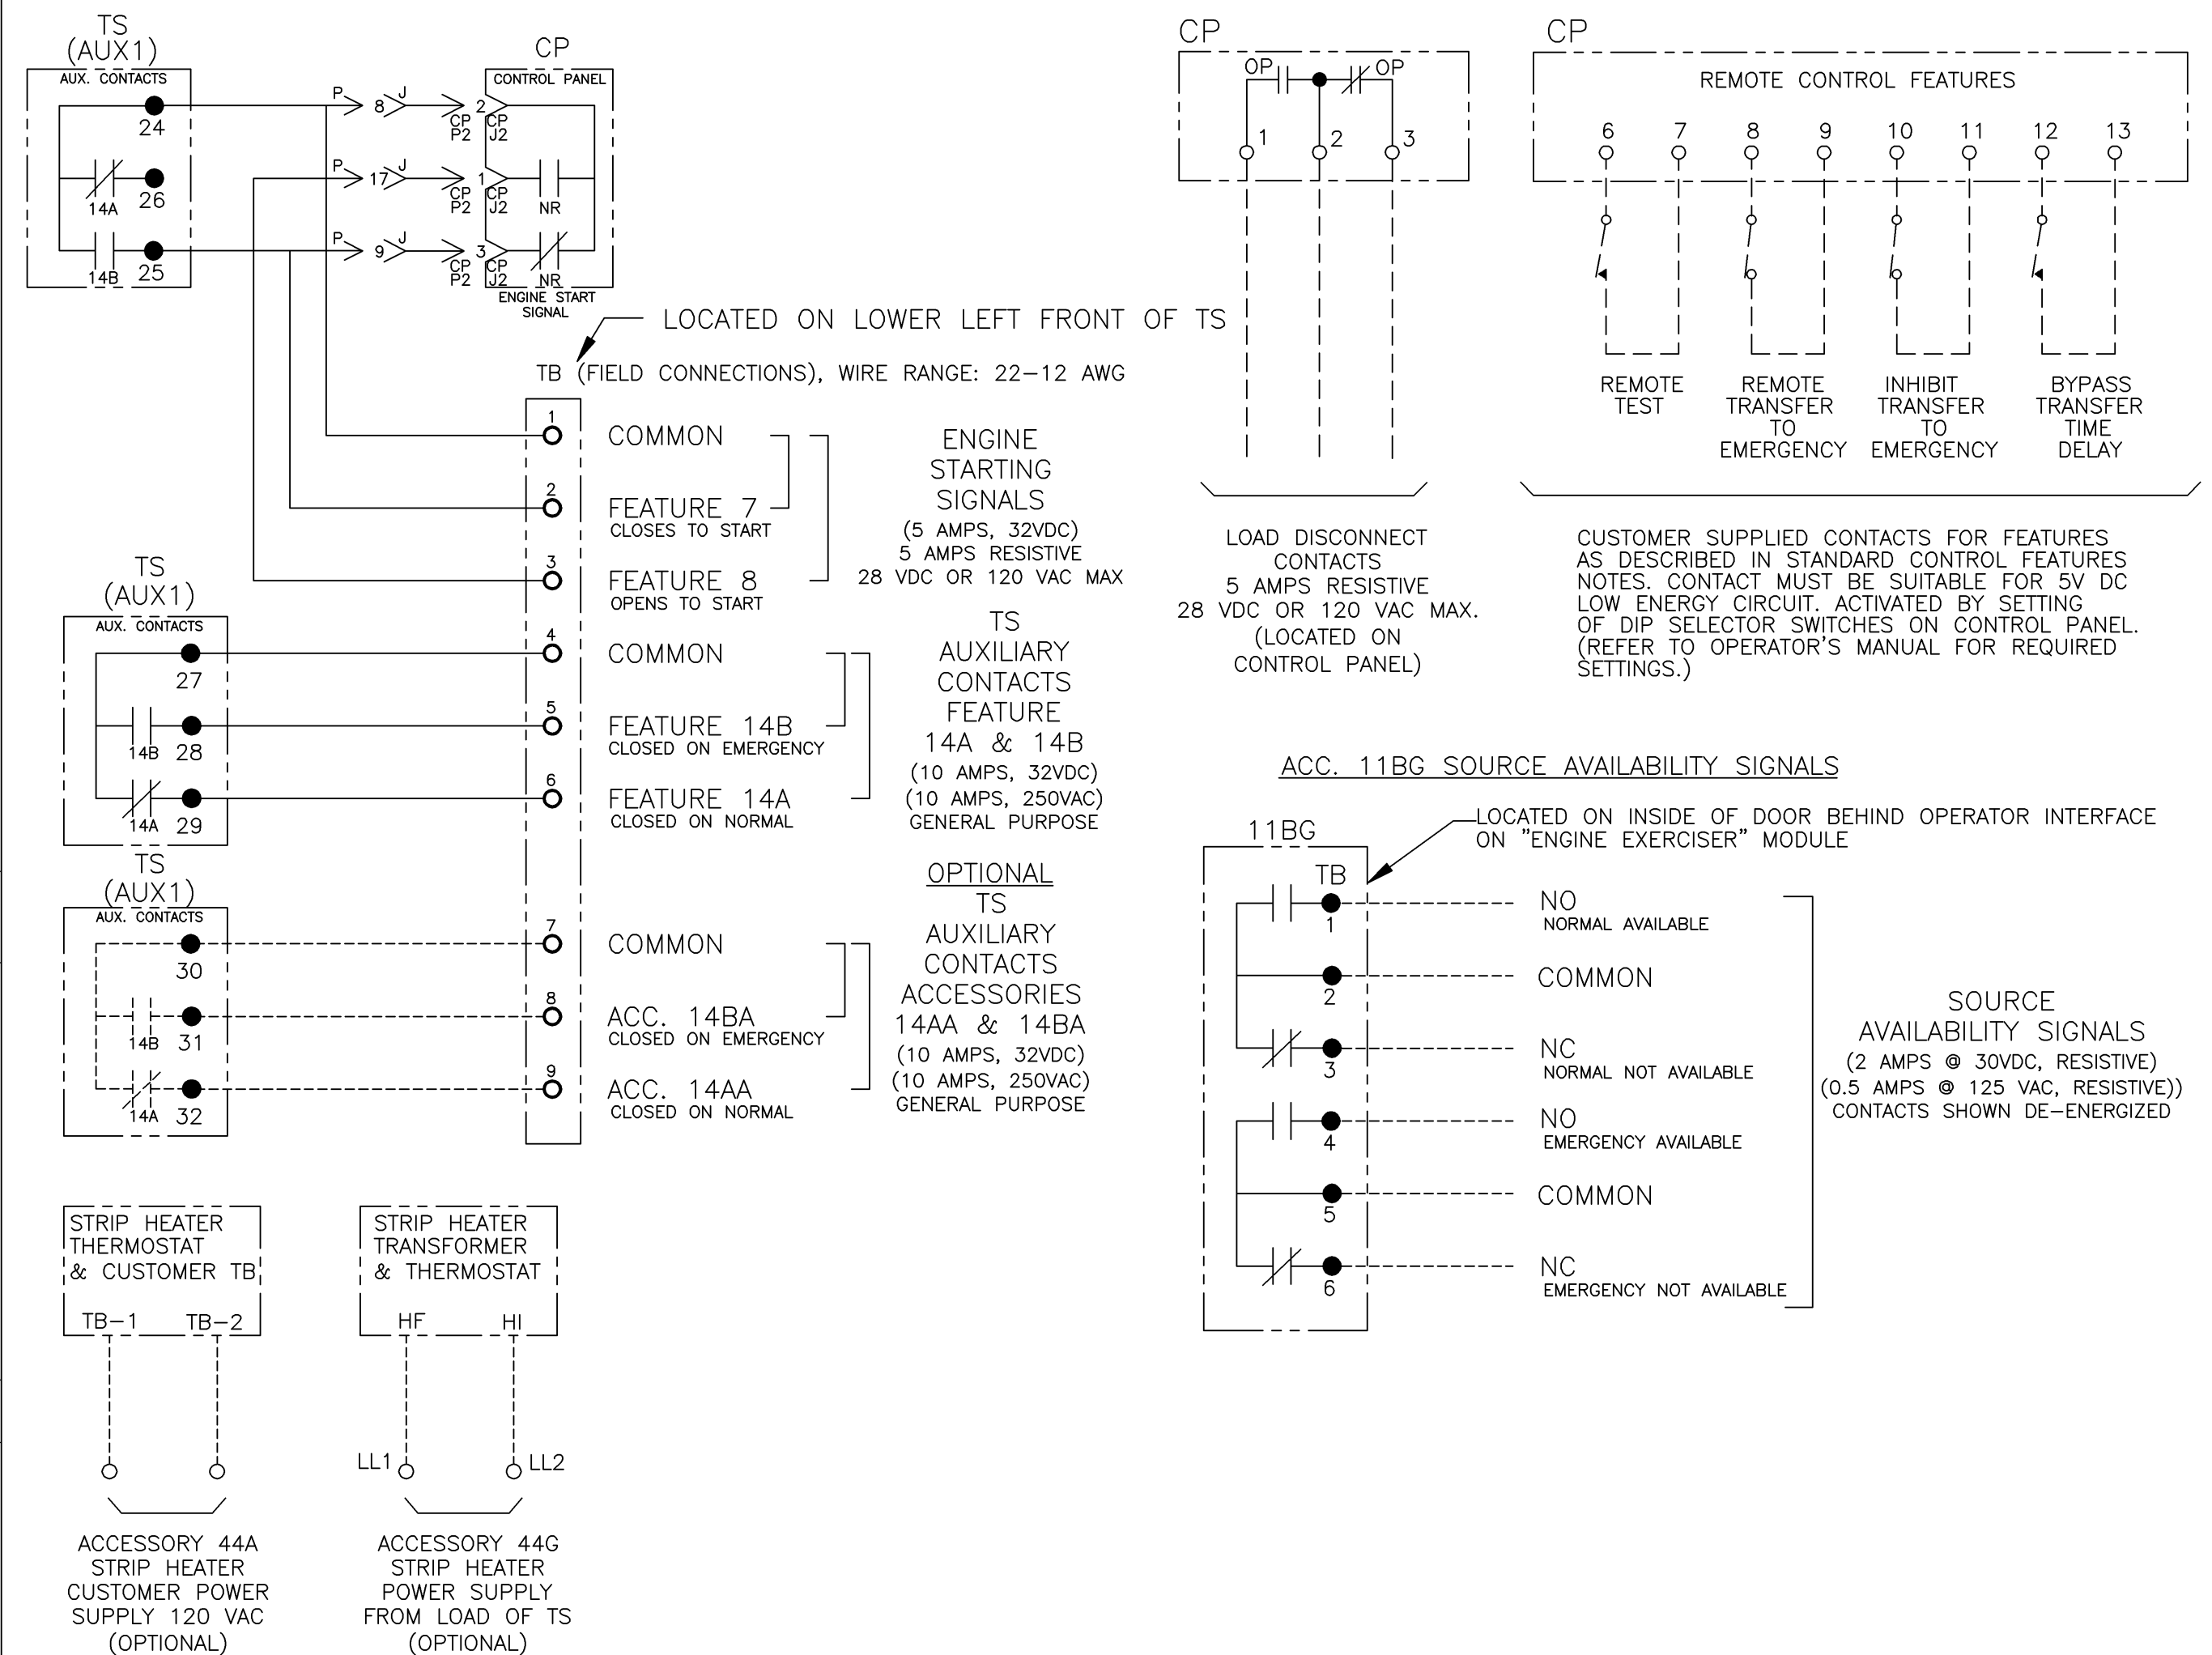 TS
(AUX1)
AUX. CONTACTS
24
26
14A
25
14B
P
8
J
2
CP
P2
CP
J2
P
17
J
1
CP
P2
CP
J2
NR
P
9
J
3
CP
P2
CP
J2
NR
CP
CONTROL PANEL
ENGINE START
SIGNAL
LOCATED ON LOWER LEFT FRONT OF TS
TB (FIELD CONNECTIONS), WIRE RANGE: 22-12 AWG
1
COMMON
2
FEATURE 7
CLOSES TO START
3
FEATURE 8
OPENS TO START
ENGINE
STARTING
SIGNALS
(5 AMPS, 32VDC)
5 AMPS RESISTIVE
28 VDC OR 120 VAC MAX
TS
(AUX1)
AUX. CONTACTS
27
14B
28
14A
29
4
COMMON
5
FEATURE 14B
CLOSED ON EMERGENCY
6
FEATURE 14A
CLOSED ON NORMAL
TS
AUXILIARY
CONTACTS
FEATURE
14A & 14B
(10 AMPS, 32VDC)
(10 AMPS, 250VAC)
GENERAL PURPOSE
TS
(AUX1)
AUX. CONTACTS
30
14B
31
14A
32
7
COMMON
8
ACC. 14BA
CLOSED ON EMERGENCY
9
ACC. 14AA
CLOSED ON NORMAL
OPTIONAL
TS
AUXILIARY
CONTACTS
ACCESSORIES
14AA & 14BA
(10 AMPS, 32VDC)
(10 AMPS, 250VAC)
GENERAL PURPOSE
STRIP HEATER
THERMOSTAT
& CUSTOMER TB
TB-1
TB-2
ACCESSORY 44A
STRIP HEATER
CUSTOMER POWER
SUPPLY 120 VAC
(OPTIONAL)
STRIP HEATER
TRANSFORMER
& THERMOSTAT
HF
HI
LL1
LL2
ACCESSORY 44G
STRIP HEATER
POWER SUPPLY
FROM LOAD OF TS
(OPTIONAL)
CP
OP
OP
1
2
3
LOAD DISCONNECT
CONTACTS
5 AMPS RESISTIVE
28 VDC OR 120 VAC MAX.
(LOCATED ON
CONTROL PANEL)
CP
REMOTE CONTROL FEATURES
6 7 8 9 10 11 12 13
REMOTE
TEST
REMOTE
TRANSFER
TO
EMERGENCY
INHIBIT
TRANSFER
TO
EMERGENCY
BYPASS
TRANSFER
TIME
DELAY
CUSTOMER SUPPLIED CONTACTS FOR FEATURES
AS DESCRIBED IN STANDARD CONTROL FEATURES
NOTES. CONTACT MUST BE SUITABLE FOR 5V DC
LOW ENERGY CIRCUIT. ACTIVATED BY SETTING
OF DIP SELECTOR SWITCHES ON CONTROL PANEL.
(REFER TO OPERATOR'S MANUAL FOR REQUIRED
SETTINGS.)
ACC. 11BG SOURCE AVAILABILITY SIGNALS
LOCATED ON INSIDE OF DOOR BEHIND OPERATOR INTERFACE
ON "ENGINE EXERCISER" MODULE
11BG
TB
1
NO
NORMAL AVAILABLE
2
COMMON
3
NC
NORMAL NOT AVAILABLE
4
NO
EMERGENCY AVAILABLE
5
COMMON
6
NC
EMERGENCY NOT AVAILABLE
SOURCE
AVAILABILITY SIGNALS
(2 AMPS @ 30VDC, RESISTIVE)
(0.5 AMPS @ 125 VAC, RESISTIVE))
CONTACTS SHOWN DE-ENERGIZED